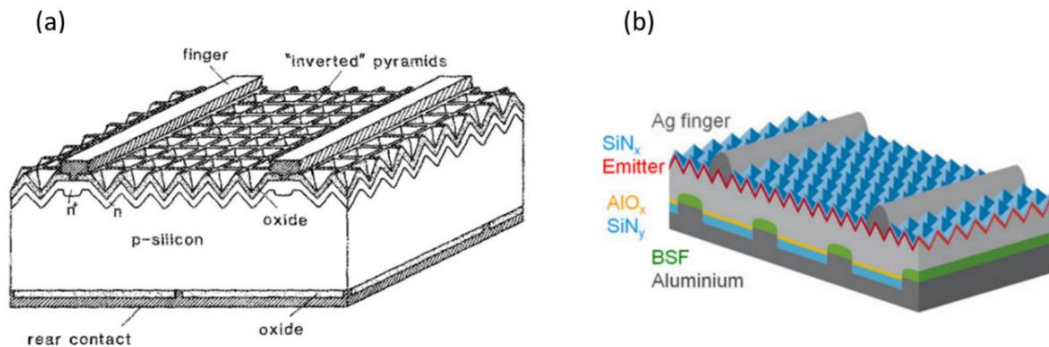 (a)
finger
"inverted" pyramids
n+
n
oxide
p-silicon
rear contact
oxide
(b)
Ag finger
SiNx
Emitter
AlOx
SiNy
BSF
Aluminium